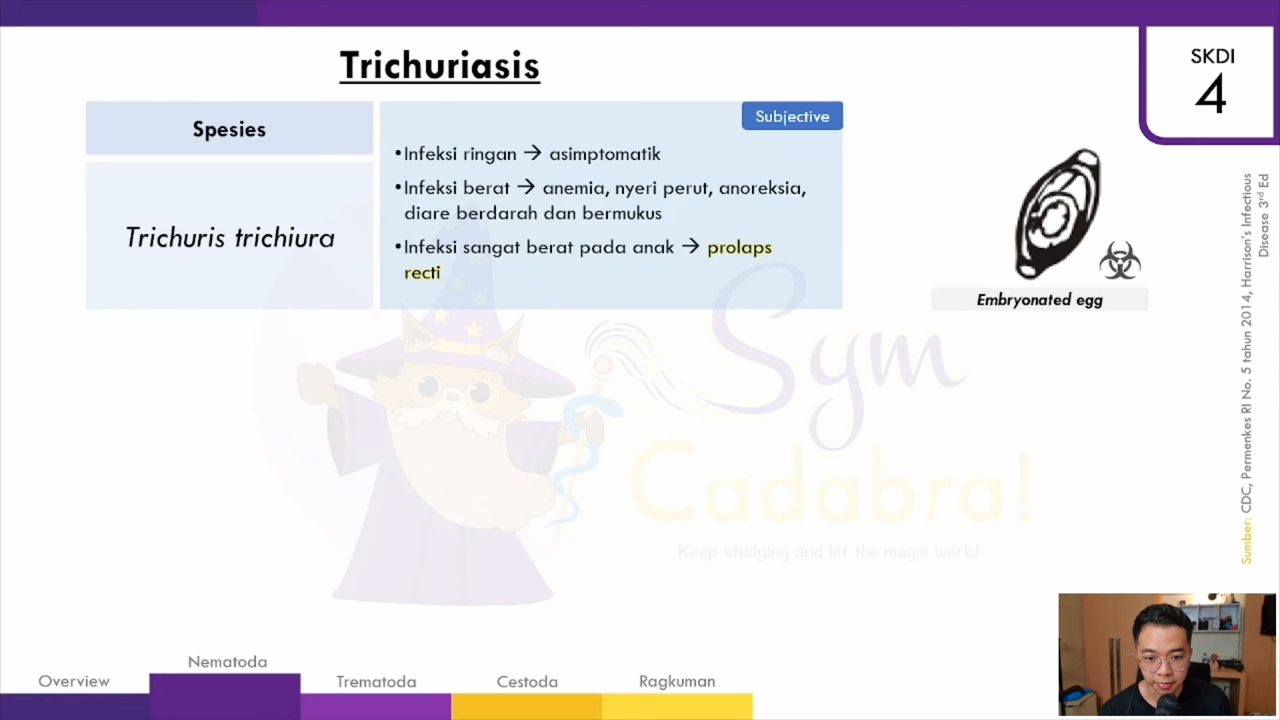 Trichuriasis
SKDI
4
Spesies
Trichuris trichiura
Subjective
•Infeksi ringan → asimptomatik
•Infeksi berat → anemia, nyeri perut, anoreksia,
diare berdarah dan bermukus
•Infeksi sangat berat pada anak → prolaps
recti
Embryonated egg
Sumber: CDC, Permenkes RI No. 5 tahun 2014, Harrison's Infectious
Disease 3rd Ed
Sym
Cadabra!
Keep studying and let the magic work!
Overview
Nematoda
Trematoda
Cestoda
Ragkuman